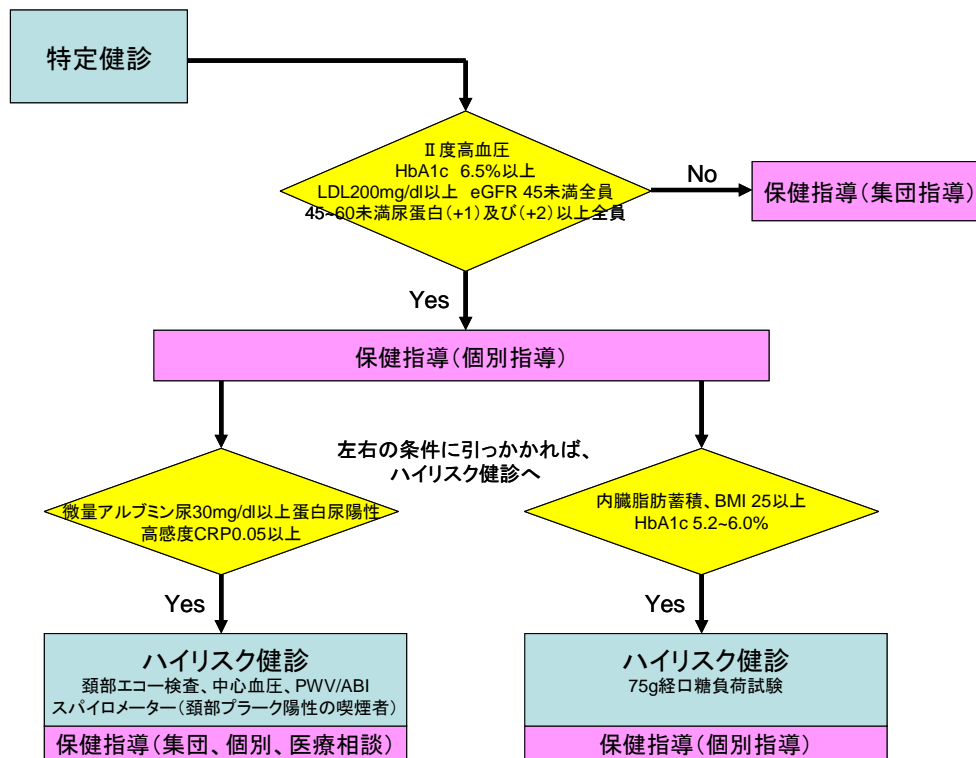 特定健診
Ⅱ度高血圧
HbA1c 6.5%以上
LDL200mg/dl以上 eGFR 45未満全員
45~60未満尿蛋白(+1)及び(+2)以上全員
No
保健指導(集団指導)
Yes
保健指導(個別指導)
左右の条件に引っかかれば、
ハイリスク健診へ
微量アルブミン尿30mg/dl以上蛋白尿陽性
高感度CRP0.05以上
内臓脂肪蓄積、BMI 25以上
HbA1c 5.2~6.0%
Yes
Yes
ハイリスク健診
頚部エコー検査、中心血圧、PWV/ABI
スパイロメーター(頚部プラーク陽性の喫煙者)
保健指導(集団、個別、医療相談)
ハイリスク健診
75g経口糖負荷試験
保健指導(個別指導)